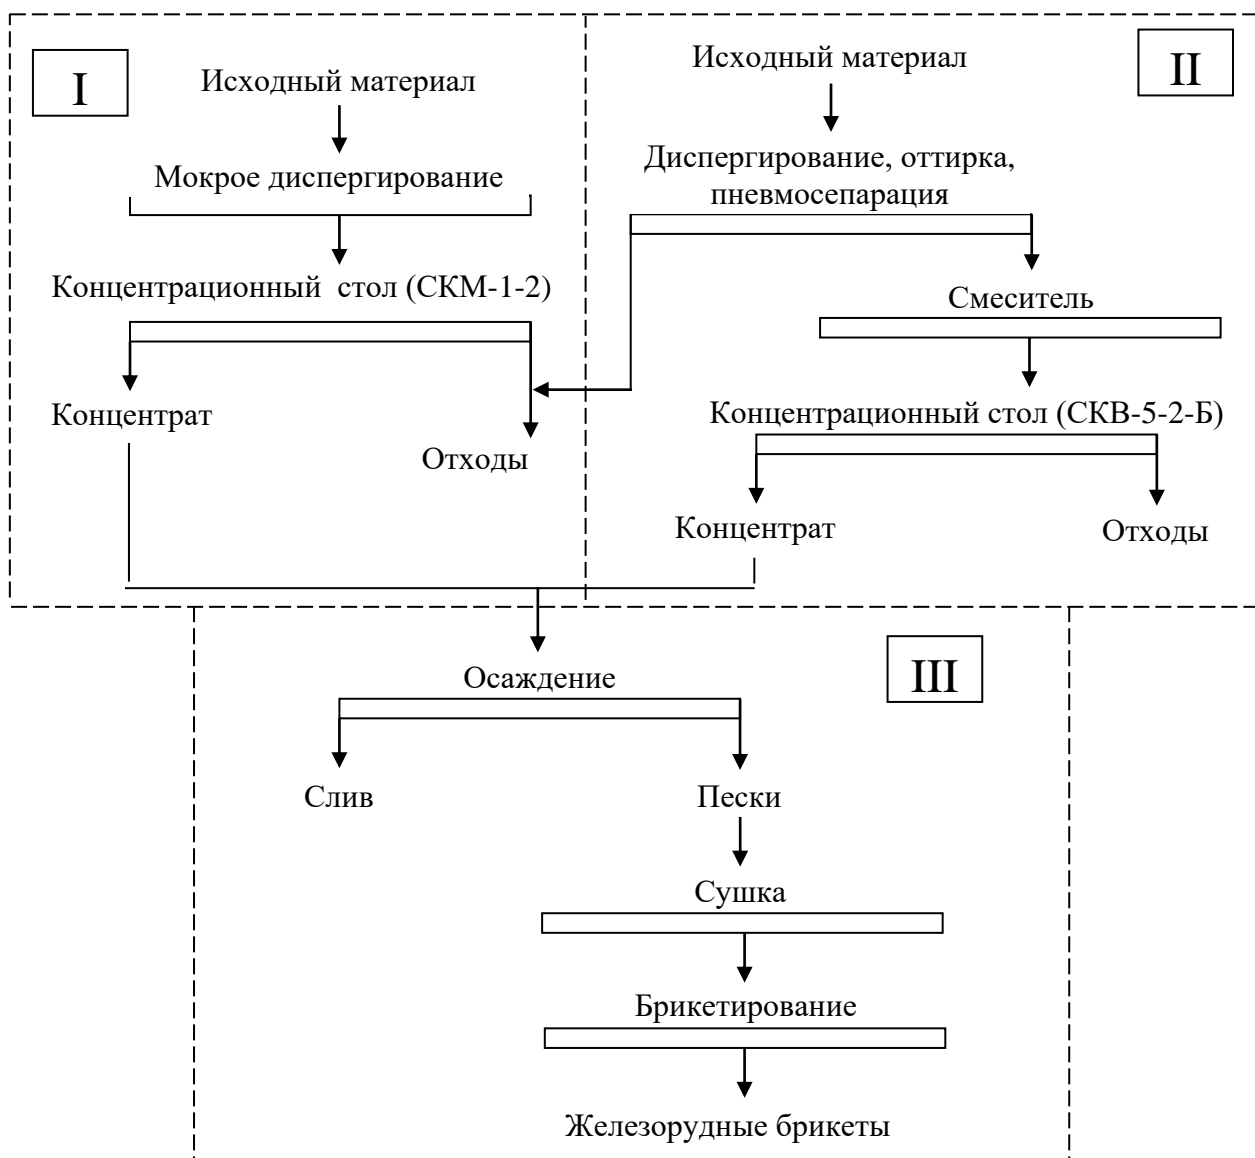 I
Исходный материал
Мокрое диспергирование
Концентрационный стол (СКМ-1-2)
Концентрат
Отходы
II
Исходный материал
Диспергирование, оттирка,
пневмосепарация
Смеситель
Концентрационный стол (СКВ-5-2-Б)
Концентрат
Отходы
III
Осаждение
Слив
Пески
Сушка
Брикетирование
Железорудные брикеты